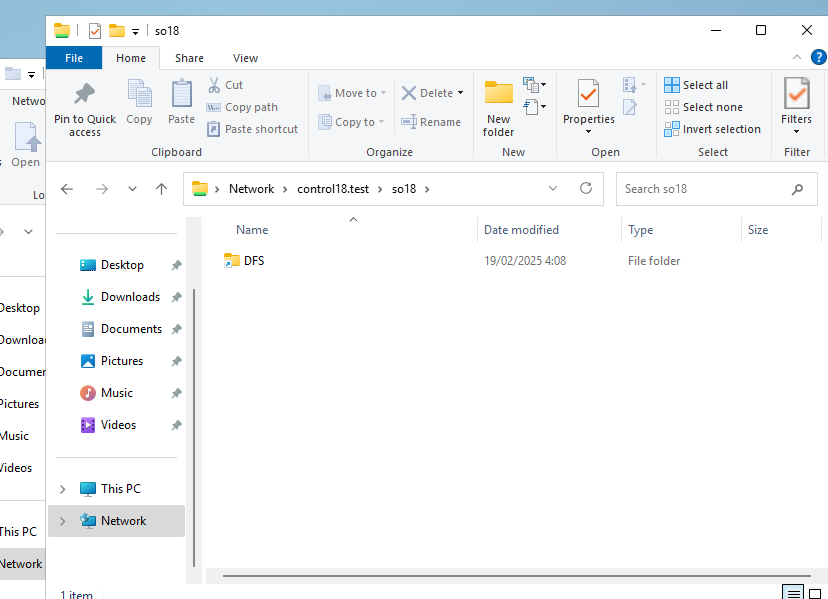 so18
File
Home
Share
View
Pin to Quick access
Copy
Paste
Cut
Copy path
Paste shortcut
Clipboard
Move to
Copy to
Delete
Rename
Organize
New folder
New
Properties
Open
Select all
Select none
Invert selection
Select
Filters
Filter
Network
control18.test
so18
Search so18
Name
Date modified
Type
Size
DFS
19/02/2025 4:08
File folder
Desktop
Downloads
Documents
Pictures
Music
Videos
This PC
Network
1 item
Netwo
Open
Lo
Desktop
Downloa
Documen
Pictures
Music
Videos
This PC
Network